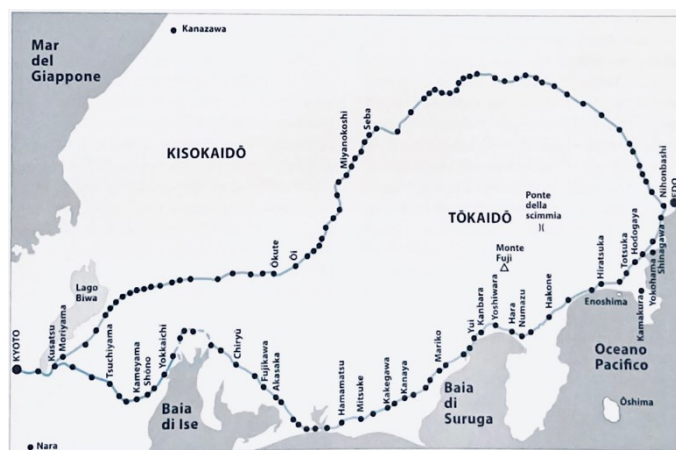 Mar
del
Giappone
Kanazawa
KISOKAIDŌ
Miyanokoshi
Seba
TŌKAIDŌ
Ponte
della
scimmia
Monte
Fuji
Nihonbashi
EDO
Ōkute
Ōi
Lago
Biwa
KYOTO
Kusatsu
Moriyama
Tsuchiyama
Kameyama
Shōno
Yokkaichi
Chiryū
Fujikawa
Akasaka
Hamamatsu
Mitsuke
Kakegawa
Kanaya
Mariko
Yui
Kanbara
Yoshiwara
Hara
Numazu
Hakone
Hiratsuka
Enoshima
Totsuka
Hodogaya
Kamakura
Yokohama
Shinagawa
Baia
di Ise
Baia
di
Suruga
Oceano
Pacifico
Ōshima
Nara